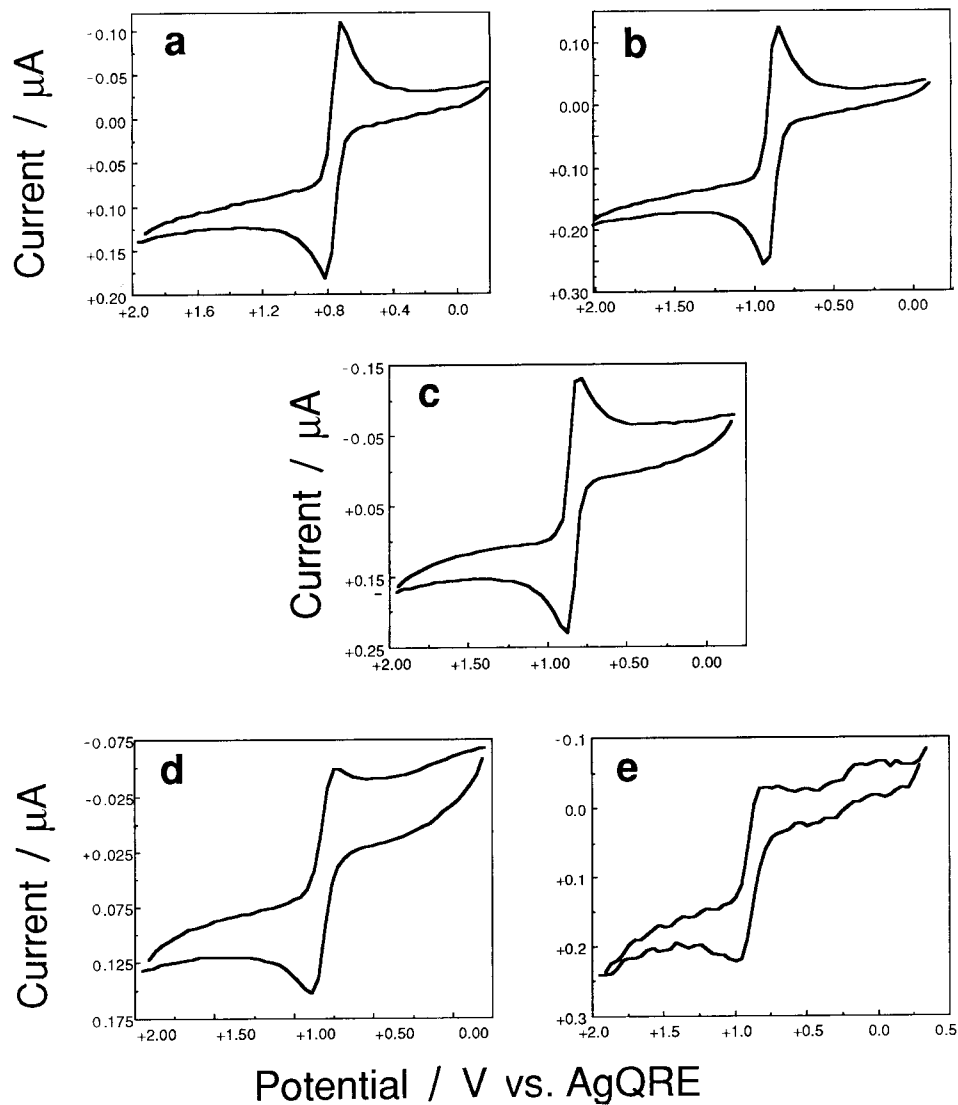 a
-0.10
-0.05
0.00
+0.05
+0.10
+0.15
+0.20
+2.0 +1.6 +1.2 +0.8 +0.4 0.0
Current / µA
b
0.10
0.00
+0.10
+0.20
+0.30
+2.00 +1.50 +1.00 +0.50 0.00
c
-0.15
-0.05
+0.05
+0.15
+0.25
+2.00 +1.00 +0.50 0.00
Current / µA
d
-0.075
-0.025
+0.025
0.075
0.125
0.175
+2.00 +1.50 +1.00 +0.50 0.00
Current / µA
e
-0.1
0.0
+0.1
+0.2
+0.3
+2.0 +1.5 +1.0 +0.5 0.0 0.5
Potential / V vs. AgQRE